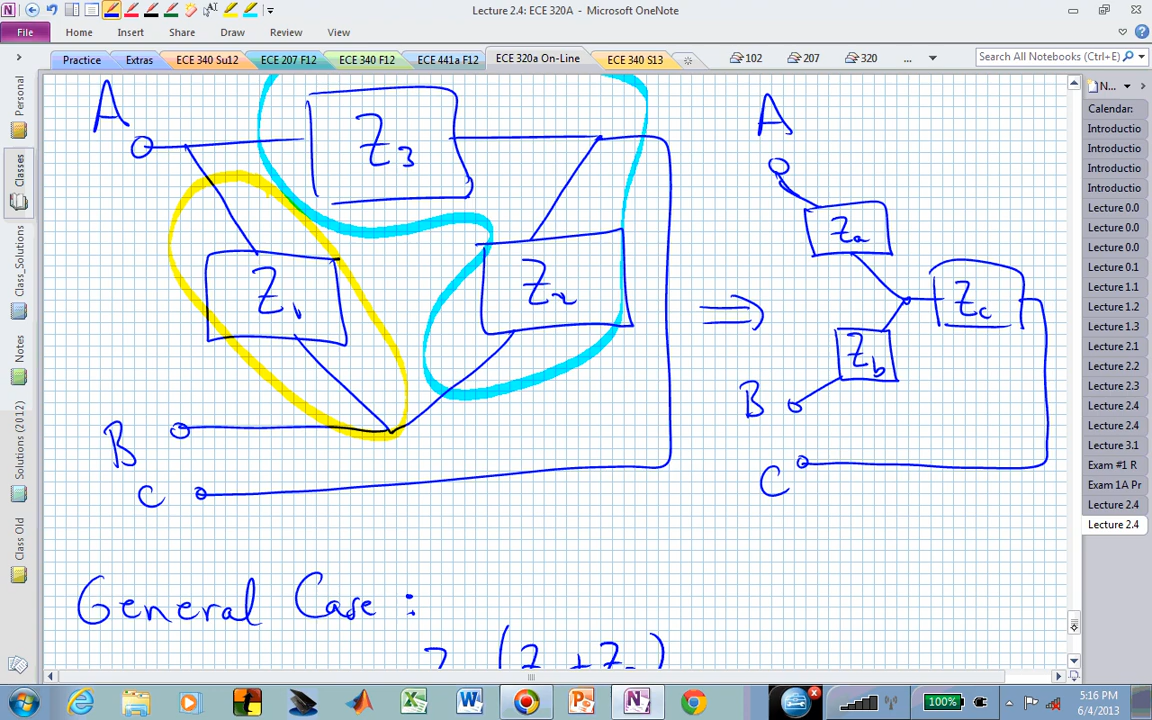 Lecture 2.4: ECE 320A - Microsoft OneNote
File Home Insert Share Draw Review View
Practice Extras ECE 340 Su12 ECE 207 F12 ECE 340 F12 ECE 441a F12 ECE 320a On-Line ECE 340 S13 102 207 320 ... Search All Notebooks (Ctrl+E)
N...
Personal
Classes
Class_Solutions
Notes
Solutions (2012)
Class Old
A
Z3
Z1
Z2
B
C
A
Za
Zc
Zb
B
C
General Case :
Calendar:
Introductio
Introductio
Introductio
Introductio
Lecture 0.0
Lecture 0.0
Lecture 0.0
Lecture 0.1
Lecture 1.1
Lecture 1.2
Lecture 1.3
Lecture 2.1
Lecture 2.2
Lecture 2.3
Lecture 2.4
Lecture 2.4
Lecture 3.1
Exam #1 R
Exam 1A Pr
Lecture 2.4
Lecture 2.4
100%
5:16 PM
6/4/2013